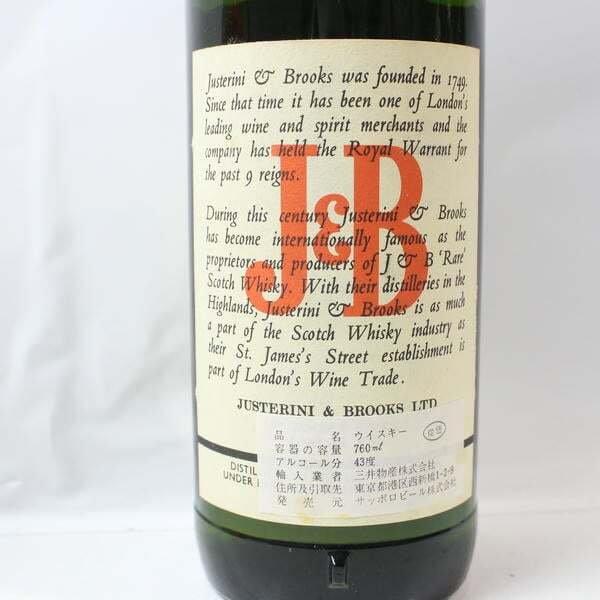 Justerini & Brooks was founded in 1749.
Since that time it has been one of London's
leading wine and spirit merchants and the
company has held the Royal Warrant for
the past 9 reigns.
J&B
During this century Justerini & Brooks
has become internationally famous as the
proprietors and producers of J & B 'Rare'
Scotch Whisky. With their distilleries in the
Highlands, Justerini & Brooks is as much
a part of the Scotch Whisky industry as
their St. James's Street establishment is
part of London's Wine Trade.
JUSTERINI & BROOKS LTD
DISTIL
UNDER
品名 ウイスキー
容器の容量 760ml
アルコール分 43度
輸入業者 三井物産株式会社
住所及引取先 東京都港区西新橋1-2-9
発売元 サッポロビール株式会社